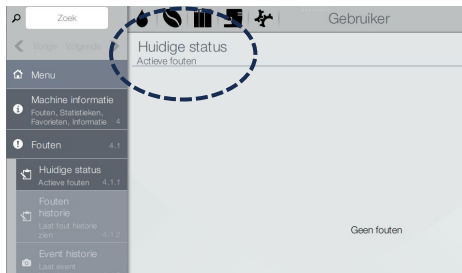 Zoek
Gebruiker
Vorige Volgende
Huidige status
Actieve fouten
Menu
Machine informatie
Fouten, Statistieken,
Favorieten, Informatie 4
Fouten 4.1
Huidige status
Actieve fouten 4.1.1
Fouten
historie
Laat fout historie
zien 4.1.2
Event historie
Laat event
Geen fouten